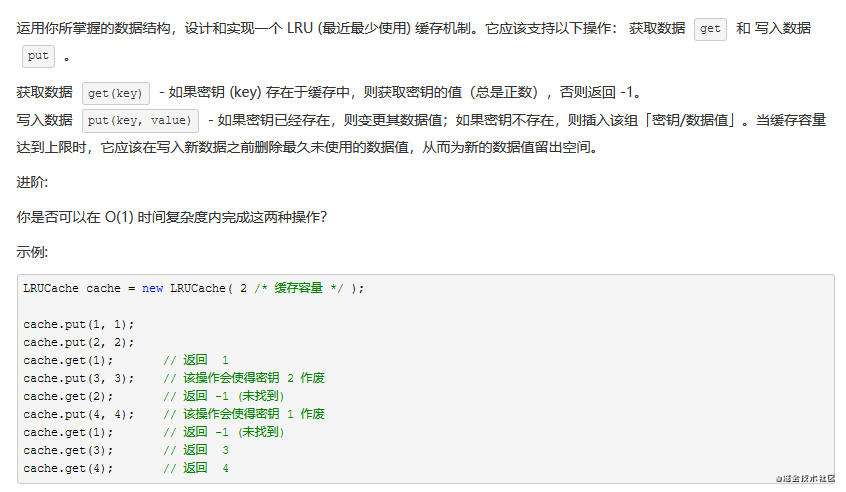 运用你所掌握的数据结构，设计和实现一个 LRU (最近最少使用) 缓存机制。它应该支持以下操作： 获取数据 get 和 写入数据
put 。
获取数据 get(key) - 如果密钥 (key) 存在于缓存中，则获取密钥的值（总是正数），否则返回 -1。
写入数据 put(key, value) - 如果密钥已经存在，则变更其数据值；如果密钥不存在，则插入该组「密钥/数据值」。当缓存容量
达到上限时，它应该在写入新数据之前删除最久未使用的数据值，从而为新的数据值留出空间。
进阶:
你是否可以在 O(1) 时间复杂度内完成这两种操作？
示例:
LRUCache cache = new LRUCache( 2 /* 缓存容量 */ );
cache.put(1, 1);
cache.put(2, 2);
cache.get(1);       // 返回  1
cache.put(3, 3);    // 该操作会使得密钥 2 作废
cache.get(2);       // 返回 -1 (未找到)
cache.put(4, 4);    // 该操作会使得密钥 1 作废
cache.get(1);       // 返回 -1 (未找到)
cache.get(3);       // 返回  3
cache.get(4);       // 返回  4
@掘金技术社区